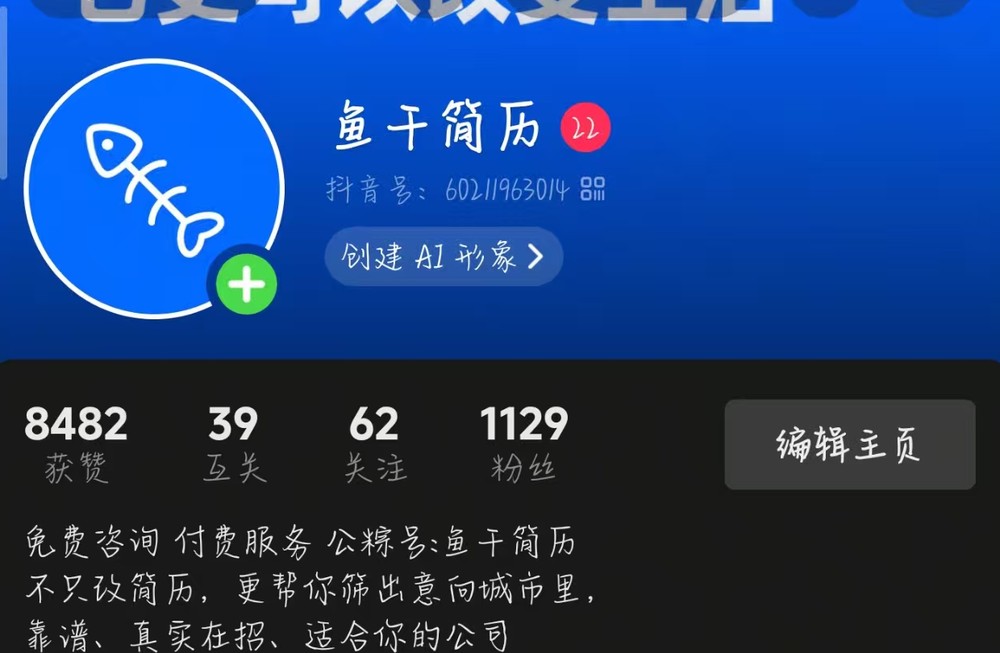 鱼干简历 22
抖音号：60211963014
创建 AI 形象
8482 39 62 1129
获赞 互关 关注 粉丝
编辑主页
免费咨询 付费服务 公粽号:鱼干简历
不只改简历，更帮你筛出意向城市里，
靠谱、真实在招、适合你的公司